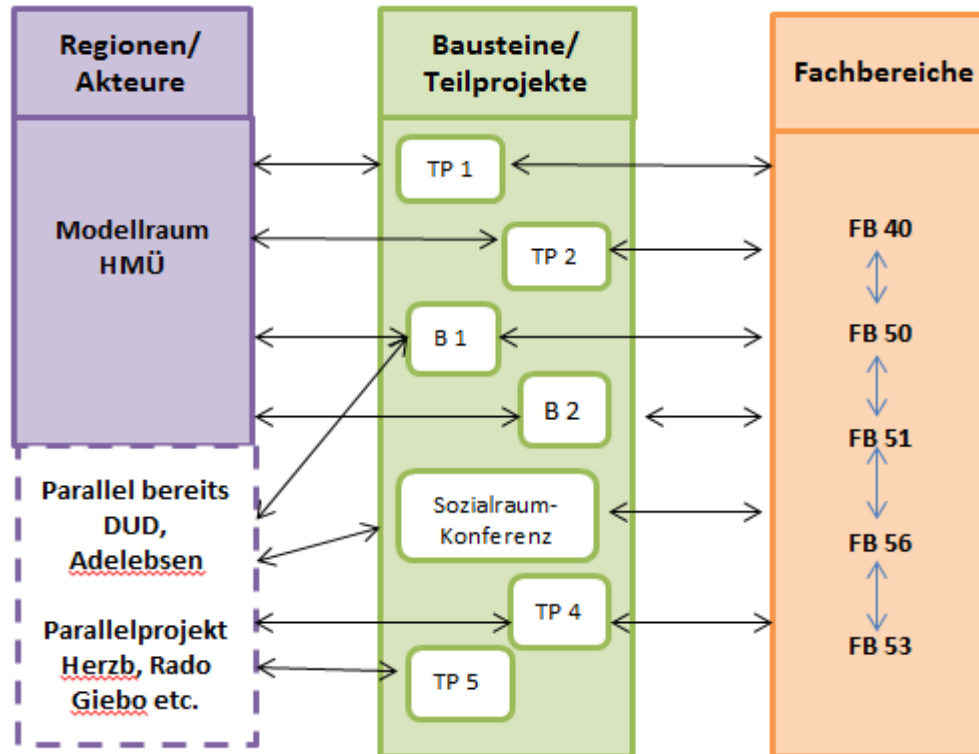 Regionen/
Akteure
Modellraum
HMÜ
Parallel bereits
DUD,
Adelebsen
Parallelprojekt
Herzb, Rado
Giebo etc.
Bausteine/
Teilprojekte
TP 1
TP 2
B 1
B 2
Sozialraum-
Konferenz
TP 4
TP 5
Fachbereiche
FB 40
FB 50
FB 51
FB 56
FB 53